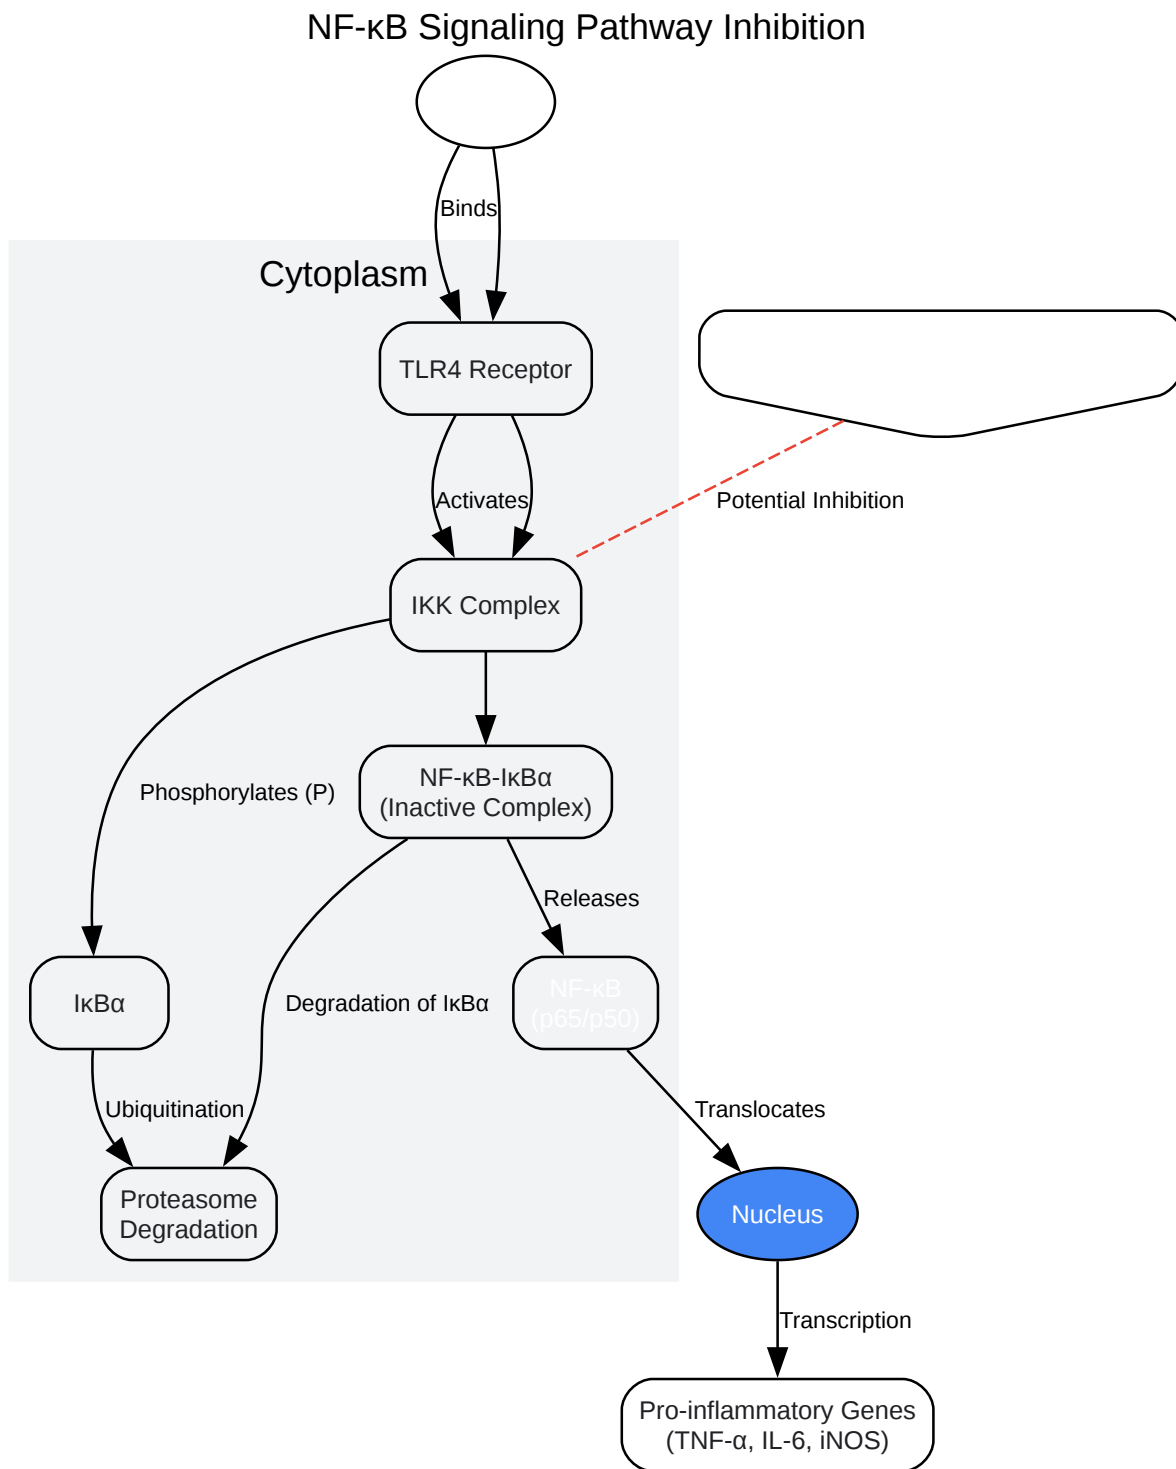 NF-κB Signaling Pathway Inhibition
Binds
Cytoplasm
TLR4 Receptor
Activates
Potential Inhibition
IKK Complex
Phosphorylates (P)
NF-κB-IκBα
(Inactive Complex)
Releases
IκBα
Degradation of IκBα
NF-κB
(p65/p50)
Ubiquitination
Translocates
Proteasome
Degradation
Nucleus
Transcription
Pro-inflammatory Genes
(TNF-α, IL-6, iNOS)